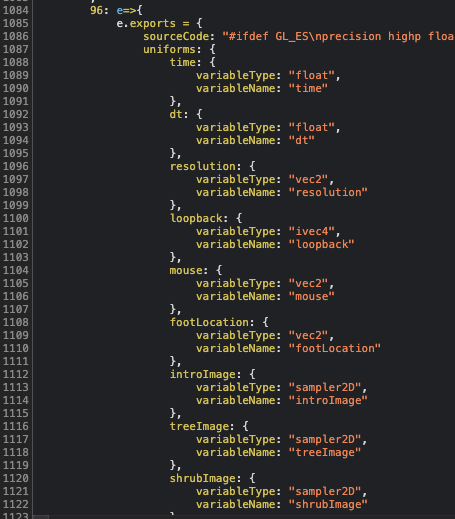 1084 96: e=>{
1085 e.exports = {
1086 sourceCode: "#ifdef GL_ES\nprecision highp floa
1087 uniforms: {
1088 time: {
1089 variableType: "float",
1090 variableName: "time"
1091 },
1092 dt: {
1093 variableType: "float",
1094 variableName: "dt"
1095 },
1096 resolution: {
1097 variableType: "vec2",
1098 variableName: "resolution"
1099 },
1100 loopback: {
1101 variableType: "ivec4",
1102 variableName: "loopback"
1103 },
1104 mouse: {
1105 variableType: "vec2",
1106 variableName: "mouse"
1107 },
1108 footLocation: {
1109 variableType: "vec2",
1110 variableName: "footLocation"
1111 },
1112 introImage: {
1113 variableType: "sampler2D",
1114 variableName: "introImage"
1115 },
1116 treeImage: {
1117 variableType: "sampler2D",
1118 variableName: "treeImage"
1119 },
1120 shrubImage: {
1121 variableType: "sampler2D",
1122 variableName: "shrubImage"
1123